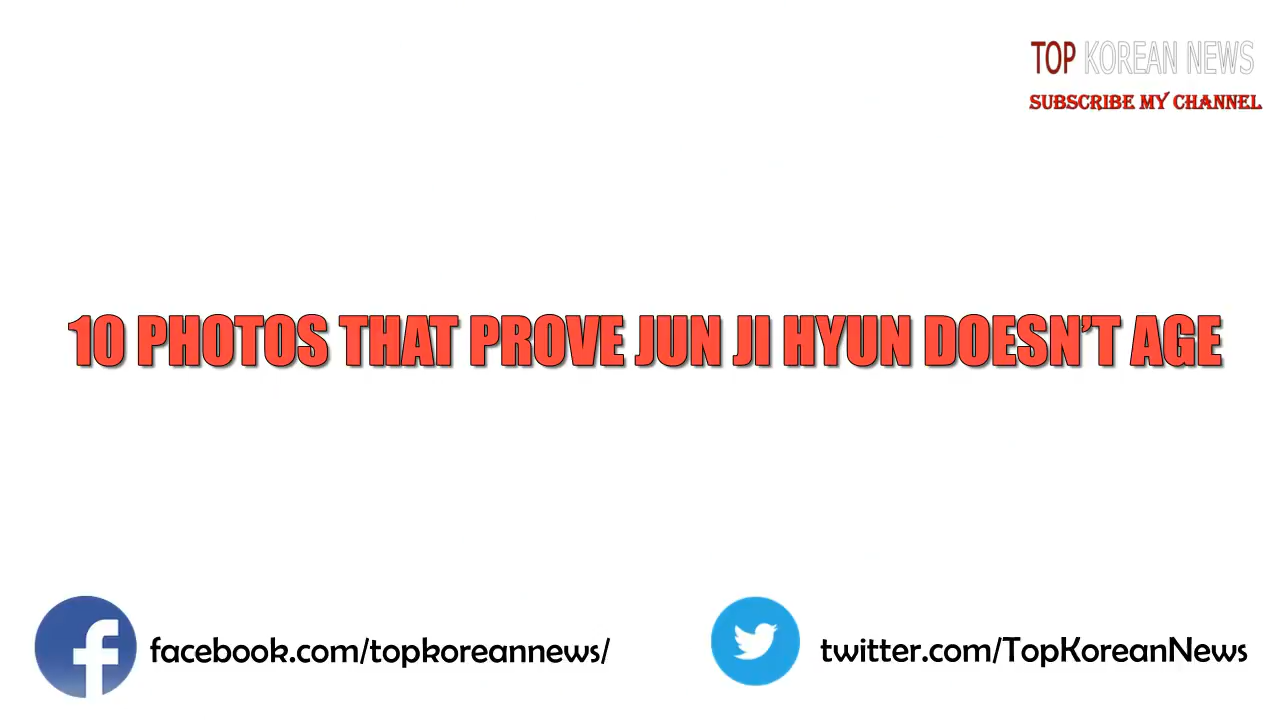 TOP KOREAN NEWS
SUBSCRIBE MY CHANNEL
10 PHOTOS THAT PROVE JUN JI HYUN DOESN'T AGE
facebook.com/topkoreannews/
twitter.com/TopKoreanNews